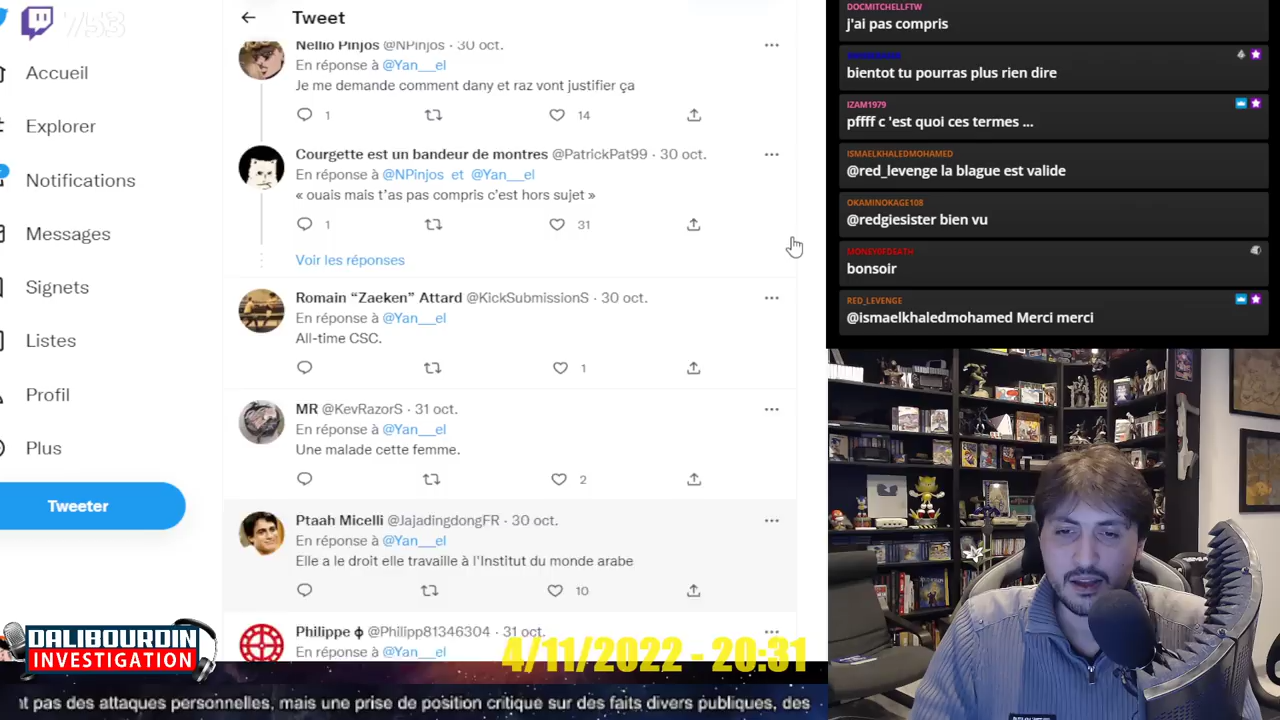 7753
Tweet
Accueil
Explorer
Notifications
Messages
Signets
Listes
Profil
Plus
Tweeter
Nellio Pinjos @NPinjos · 30 oct.
En réponse à @Yan__el
Je me demande comment dany et raz vont justifier ça
1
14
Courgette est un bandeur de montres @PatrickPat99 · 30 oct.
En réponse à @NPinjos et @Yan__el
« ouais mais t'as pas compris c'est hors sujet »
1
31
Voir les réponses
Romain “Zaeken” Attard @KickSubmissionS · 30 oct.
En réponse à @Yan__el
All-time CSC.
1
MR @KevRazorS · 31 oct.
En réponse à @Yan__el
Une malade cette femme.
2
Ptaah Micelli @JajadingdongFR · 30 oct.
En réponse à @Yan__el
Elle a le droit elle travaille à l'Institut du monde arabe
10
Philippe ϕ @Philipp81346304 · 31 oct.
En réponse à @Yan__el
DOCMITCHELLFTW
j'ai pas compris
bientot tu pourras plus rien dire
IZAM1979
pffff c 'est quoi ces termes ...
ISMAELKHALEDMOHAMED
@red_levenge la blague est valide
OKAMINOKAGE108
@redgiesister bien vu
MONEYOFDEATH
bonsoir
RED_LEVENGE
@ismaelkhaledmohamed Merci merci
DALIBOURDIN
INVESTIGATION
4/11/2022 - 20:31
nt pas des attaques personnelles, mais une prise de position critique sur des faits divers publiques, des